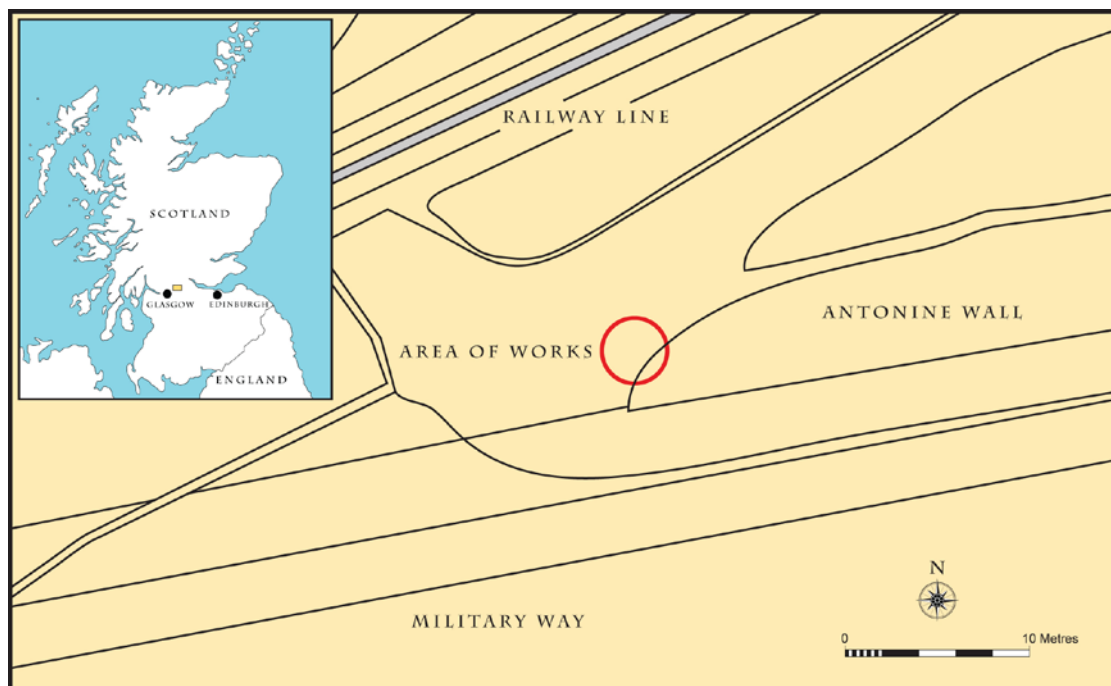 SCOTLAND
GLASGOW
EDINBURGH
ENGLAND
RAILWAY LINE
ANTONINE WALL
AREA OF WORKS
MILITARY WAY
N
0 10 Metres